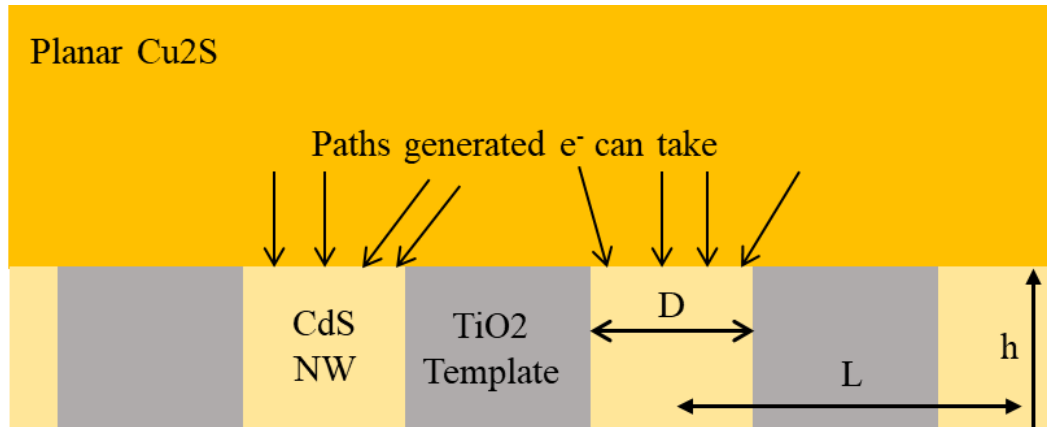 Planar Cu2S
Paths generated e- can take
CdS
NW
TiO2
Template
D
L
h